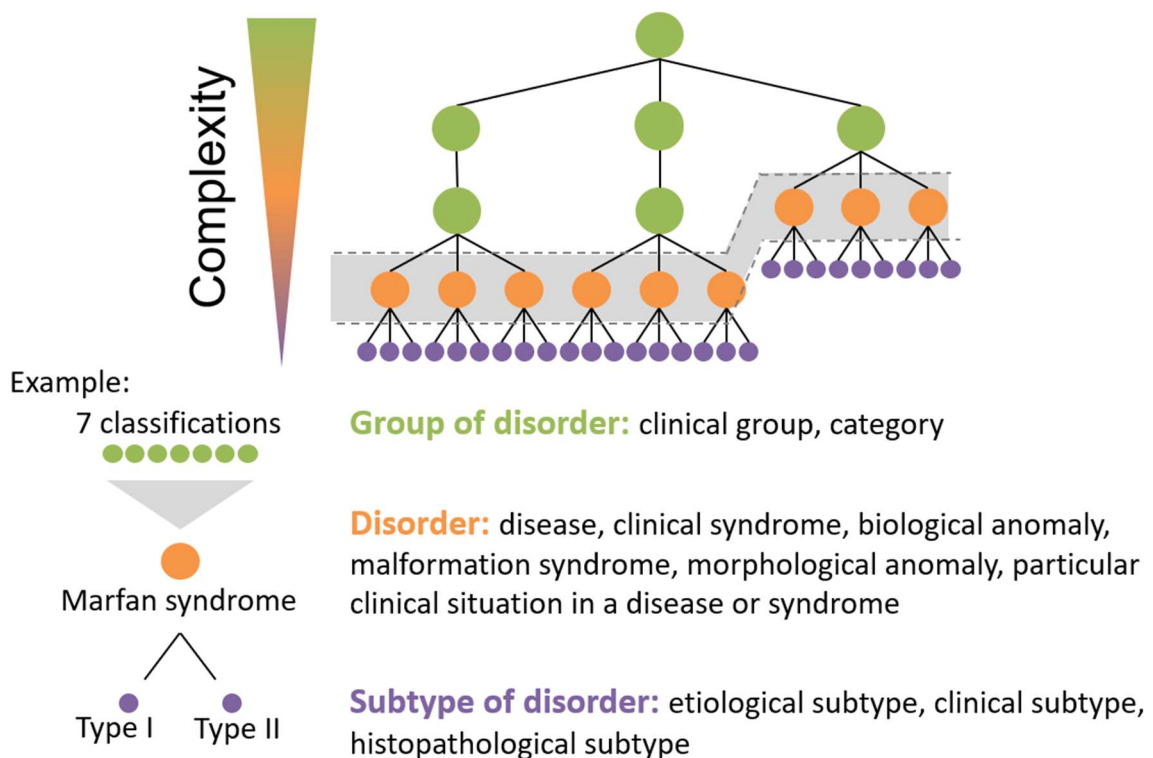 Complexity
Example:
7 classifications
Group of disorder: clinical group, category
Disorder: disease, clinical syndrome, biological anomaly,
malformation syndrome, morphological anomaly, particular
clinical situation in a disease or syndrome
Marfan syndrome
Type I
Type II
Subtype of disorder: etiological subtype, clinical subtype,
histopathological subtype